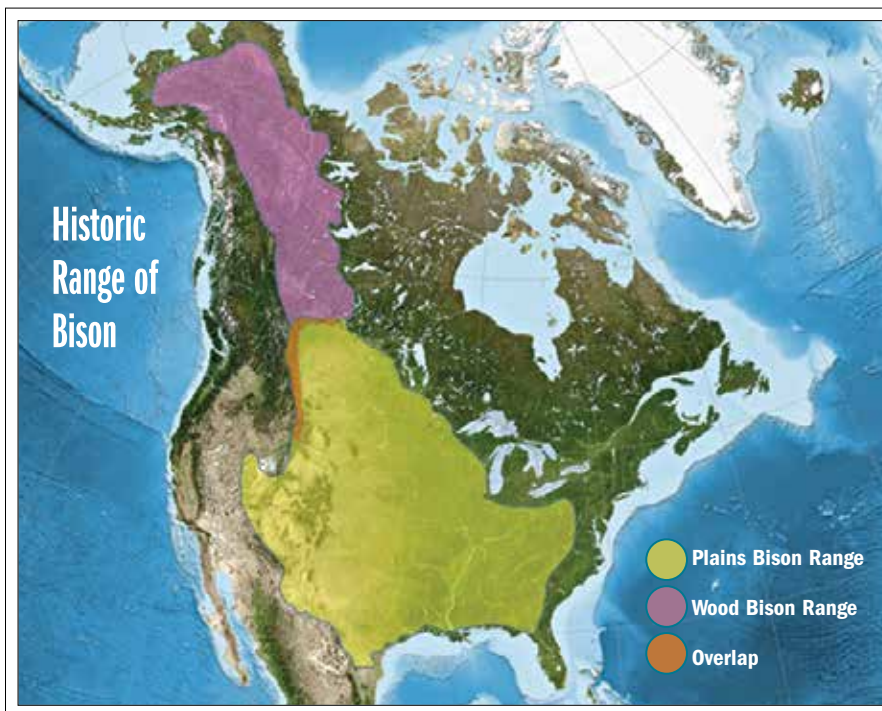 Historic
Range of
Bison
Plains Bison Range
Wood Bison Range
Overlap